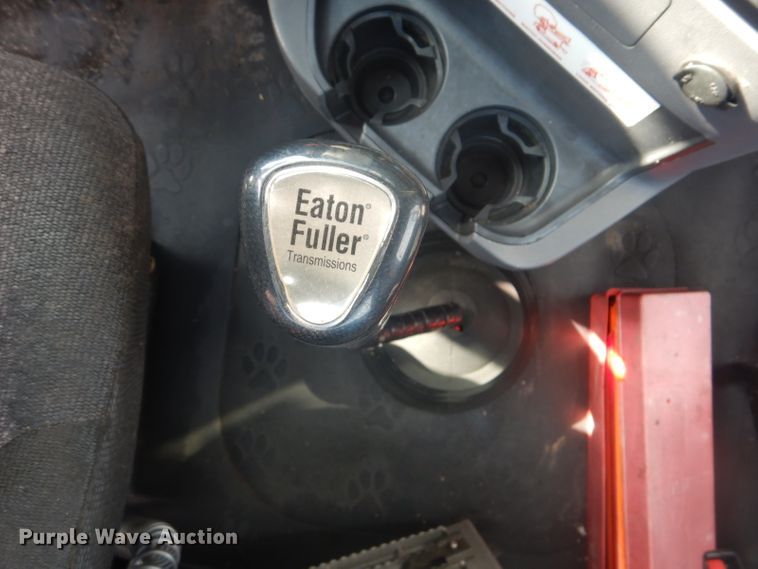 Eaton®
Fuller®
Transmissions
Purple Wave Auction